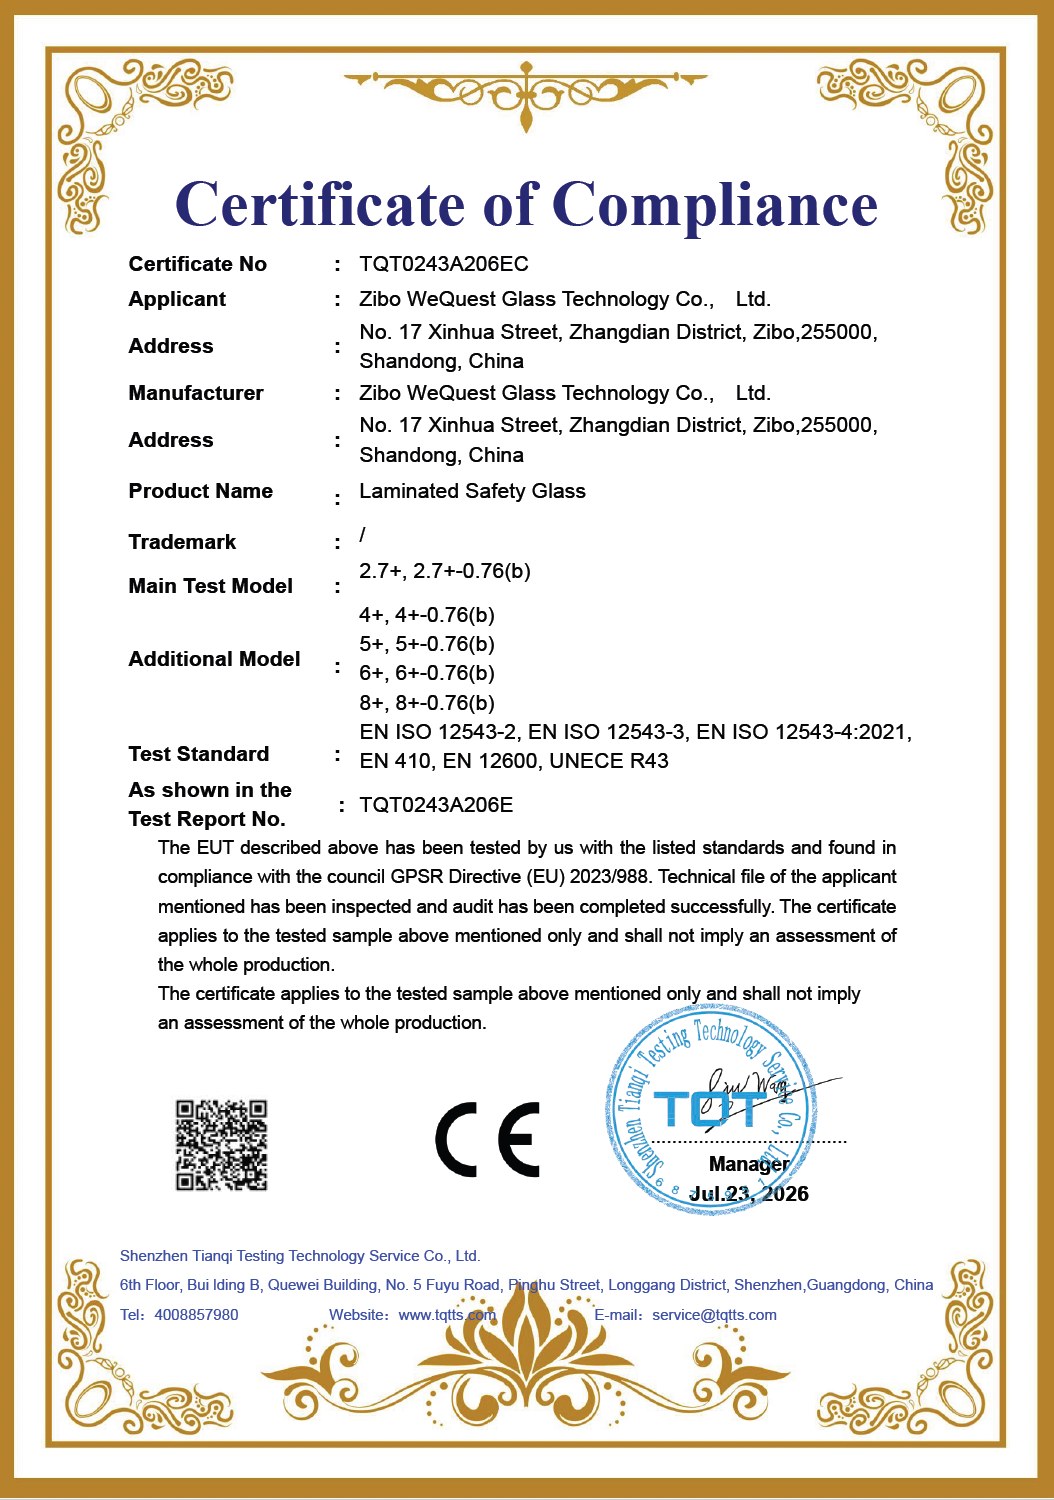 Certificate of Compliance
Certificate No : TQT0243A206EC
Applicant : Zibo WeQuest Glass Technology Co., Ltd.
Address : No. 17 Xinhua Street, Zhangdian District, Zibo,255000,
Shandong, China
Manufacturer : Zibo WeQuest Glass Technology Co., Ltd.
Address : No. 17 Xinhua Street, Zhangdian District, Zibo,255000,
Shandong, China
Product Name : Laminated Safety Glass
Trademark : /
Main Test Model : 2.7+, 2.7+-0.76(b)
Additional Model : 4+, 4+-0.76(b)
5+, 5+-0.76(b)
6+, 6+-0.76(b)
8+, 8+-0.76(b)
Test Standard : EN ISO 12543-2, EN ISO 12543-3, EN ISO 12543-4:2021,
EN 410, EN 12600, UNECE R43
As shown in the
Test Report No. : TQT0243A206E
The EUT described above has been tested by us with the listed standards and found in
compliance with the council GPSR Directive (EU) 2023/988. Technical file of the applicant
mentioned has been inspected and audit has been completed successfully. The certificate
applies to the tested sample above mentioned only and shall not imply an assessment of
the whole production.
The certificate applies to the tested sample above mentioned only and shall not imply
an assessment of the whole production.
CE
Shenzhen Tianqi Testing Technology Service Co., Ltd
TQT
Manager
Jul.23, 2026
Shenzhen Tianqi Testing Technology Service Co., Ltd.
6th Floor, Bui lding B, Quewei Building, No. 5 Fuyu Road, Pinghu Street, Longgang District, Shenzhen,Guangdong, China
Tel: 4008857980 Website: www.tqtts.com E-mail: service@tqtts.com